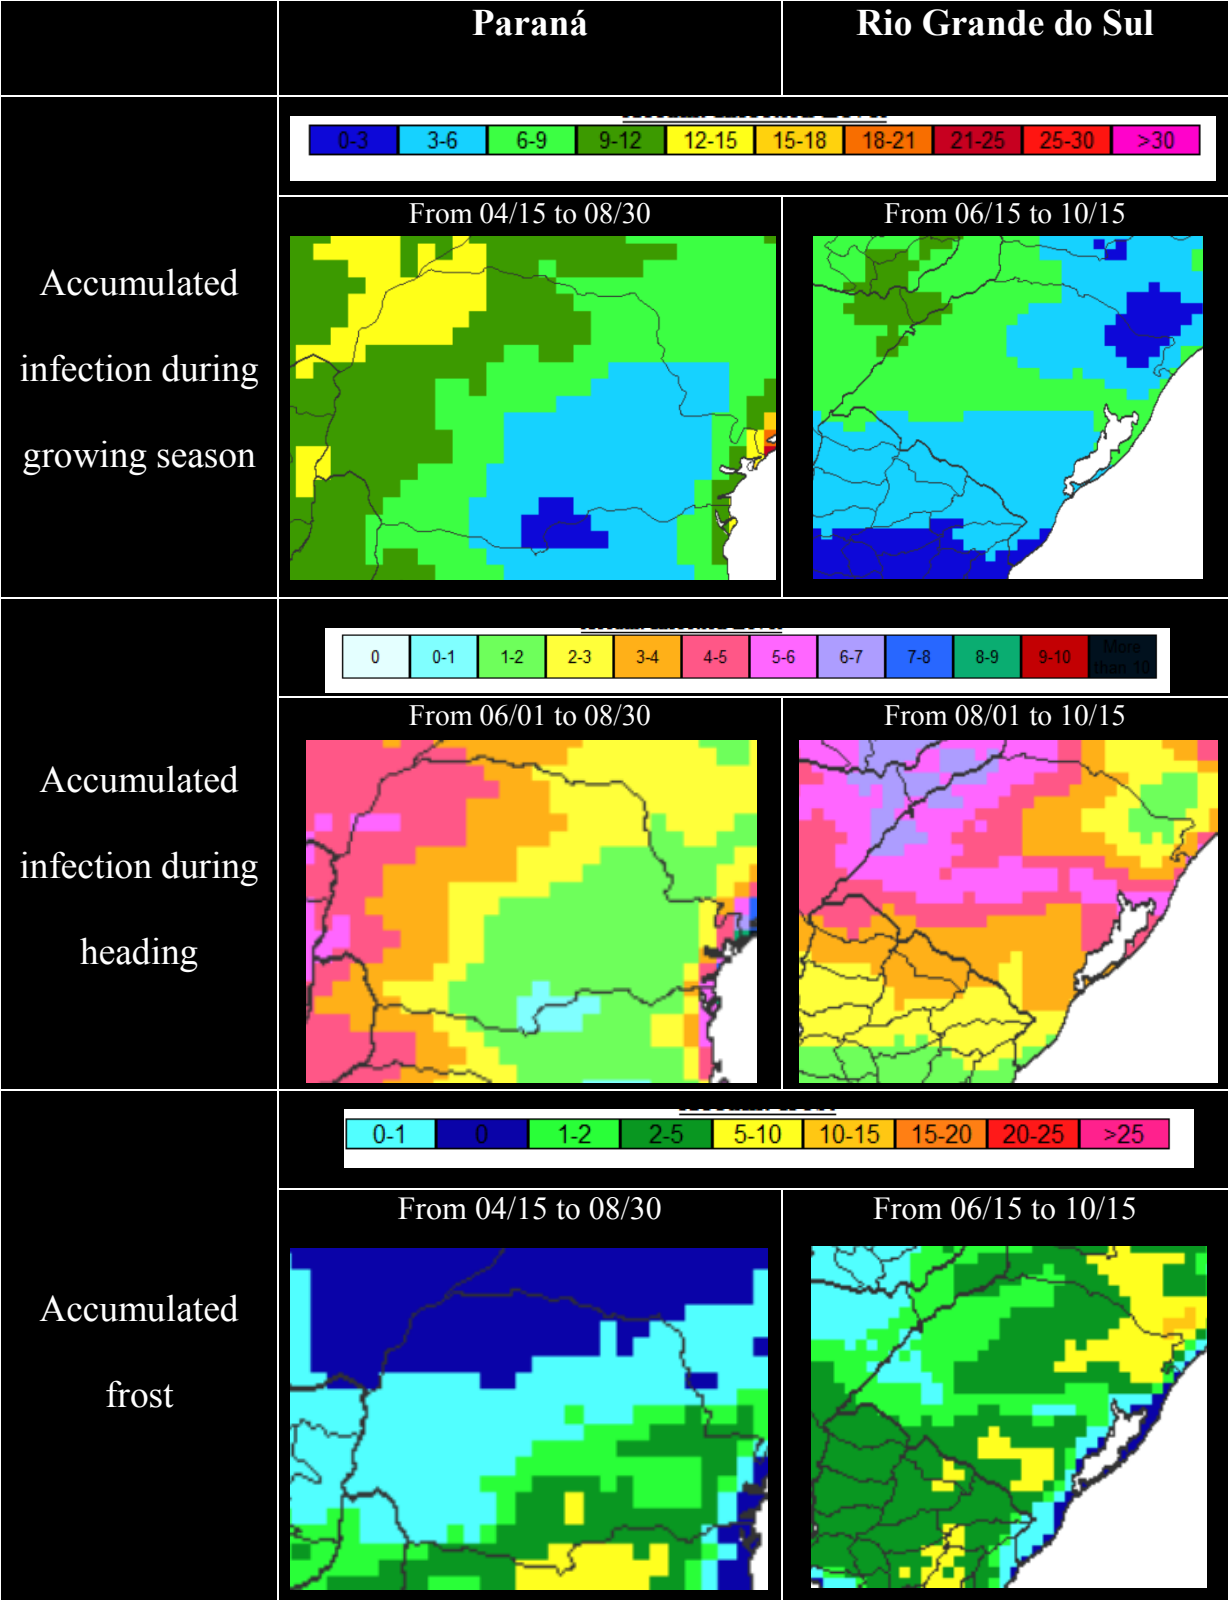 Paraná
Rio Grande do Sul
0-3 3-6 6-9 9-12 12-15 15-18 18-21 21-25 25-30 >30
Accumulated
infection during
growing season
From 04/15 to 08/30
From 06/15 to 10/15
0 0-1 1-2 2-3 3-4 4-5 5-6 6-7 7-8 8-9 9-10 More
than 10
Accumulated
infection during
heading
From 06/01 to 08/30
From 08/01 to 10/15
0-1 0 1-2 2-5 5-10 10-15 15-20 20-25 >25
Accumulated
frost
From 04/15 to 08/30
From 06/15 to 10/15